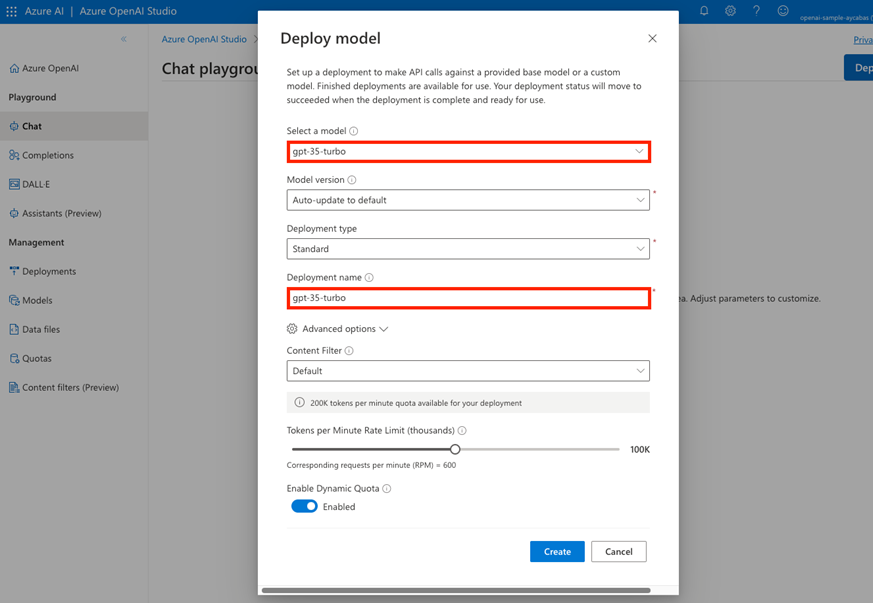 Azure AI | Azure OpenAI Studio
openai-sample-aycabas
Azure OpenAI Studio
Priva
Azure OpenAI
Chat playgrou
Dep
Playground
Chat
Completions
DALL·E
Assistants (Preview)
Management
Deployments
Models
Data files
Quotas
Content filters (Preview)
Deploy model
Set up a deployment to make API calls against a provided base model or a custom
model. Finished deployments are available for use. Your deployment status will move to
succeeded when the deployment is complete and ready for use.
Select a model
gpt-35-turbo
Model version
Auto-update to default
*
Deployment type
Standard
*
Deployment name
gpt-35-turbo
*
Advanced options
Content Filter
Default
200K tokens per minute quota available for your deployment
Tokens per Minute Rate Limit (thousands)
100K
Corresponding requests per minute (RPM) = 600
Enable Dynamic Quota
Enabled
Create
Cancel
ea. Adjust parameters to customize.